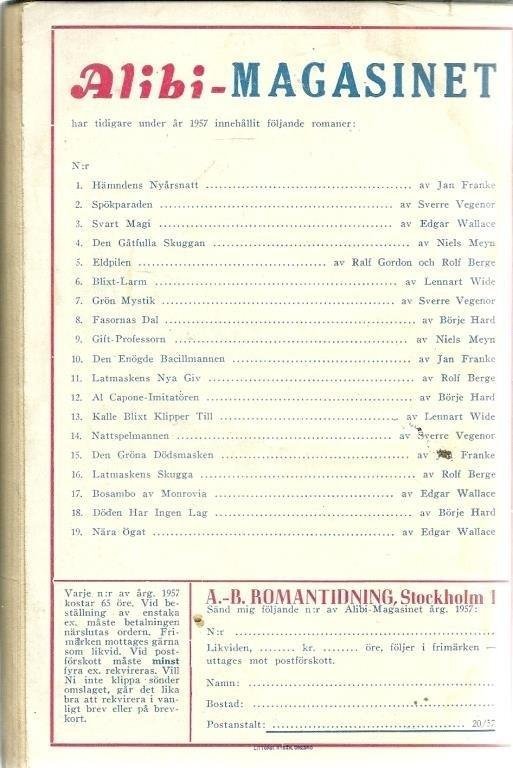 Alibi-MAGASINET
har tidigare under år 1957 innehållit följande romaner:
N:r
1. Hämndens Nyårsnatt ........ av Jan Franke
2. Spökparaden ........ av Sverre Vegenor
3. Svart Magi ........ av Edgar Wallace
4. Den Gåtfulla Skuggan ........ av Niels Meyn
5. Eldpilen ........ av Ralf Gordon och Rolf Berge
6. Blixt-Larm ........ av Lennart Wide
7. Grön Mystik ........ av Sverre Vegenor
8. Fasornas Dal ........ av Börje Hard
9. Gift-Professorn ........ av Niels Meyn
10. Den Enögde Bacillmannen ........ av Jan Franke
11. Latmaskens Nya Giv ........ av Rolf Berge
12. Al Capone-Imitatören ........ av Börje Hard
13. Kalle Blixt Klipper Till ........ av Lennart Wide
14. Nattspelmannen ........ av Sverre Vegenor
15. Den Gröna Dödsmasken ........ av Franke
16. Latmaskens Skugga ........ av Rolf Berge
17. Bosambo av Monrovia ........ av Edgar Wallace
18. Döden Har Ingen Lag ........ av Börje Hard
19. Nära Ögat ........ av Edgar Wallace
Varje n:r av årg. 1957
kostar 65 öre. Vid be-
ställning av enstaka
ex. måste betalningen
närslutas ordern. Fri-
märken mottages gärna
som likvid. Vid post-
förskott måste minst
fyra ex. rekvireras. Vill
Ni inte klippa sönder
omslaget, går det lika
bra att rekvirera i van-
ligt brev eller på brev-
kort.
A.-B. ROMANTIDNING, Stockholm 1
Sänd mig följande n:r av Alibi-Magasinet årg. 1957:
N:r ........
Likviden, ........ kr. ........ öre, följer i frimärken —
uttages mot postförskott.
Namn: ........
Bostad: ........
Postanstalt: ........ 20/57